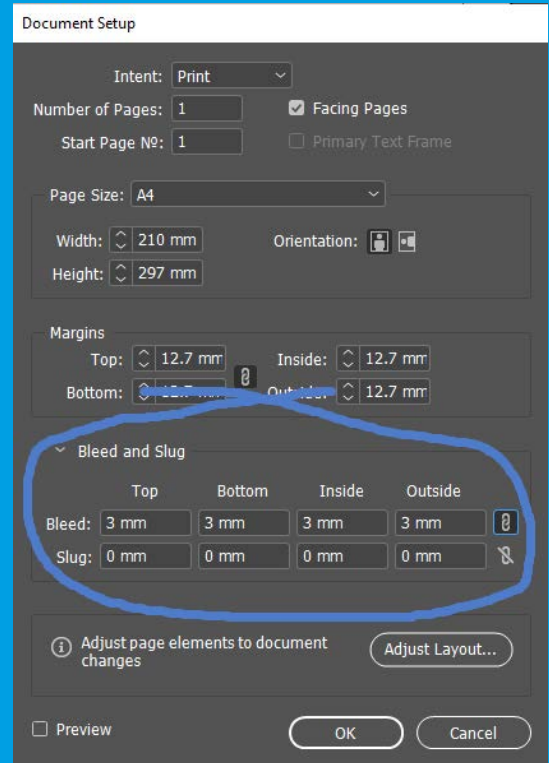 Document Setup
Intent: Print
Number of Pages: 1 Facing Pages
Start Page №: 1 Primary Text Frame
Page Size: A4
Width: 210 mm Orientation:
Height: 297 mm
Margins
Top: 12.7 mm Inside: 12.7 mm
Bottom: 12.7 mm Outside: 12.7 mm
Bleed and Slug
Top Bottom Inside Outside
Bleed: 3 mm 3 mm 3 mm 3 mm
Slug: 0 mm 0 mm 0 mm 0 mm
Adjust page elements to document
changes
Adjust Layout...
Preview OK Cancel